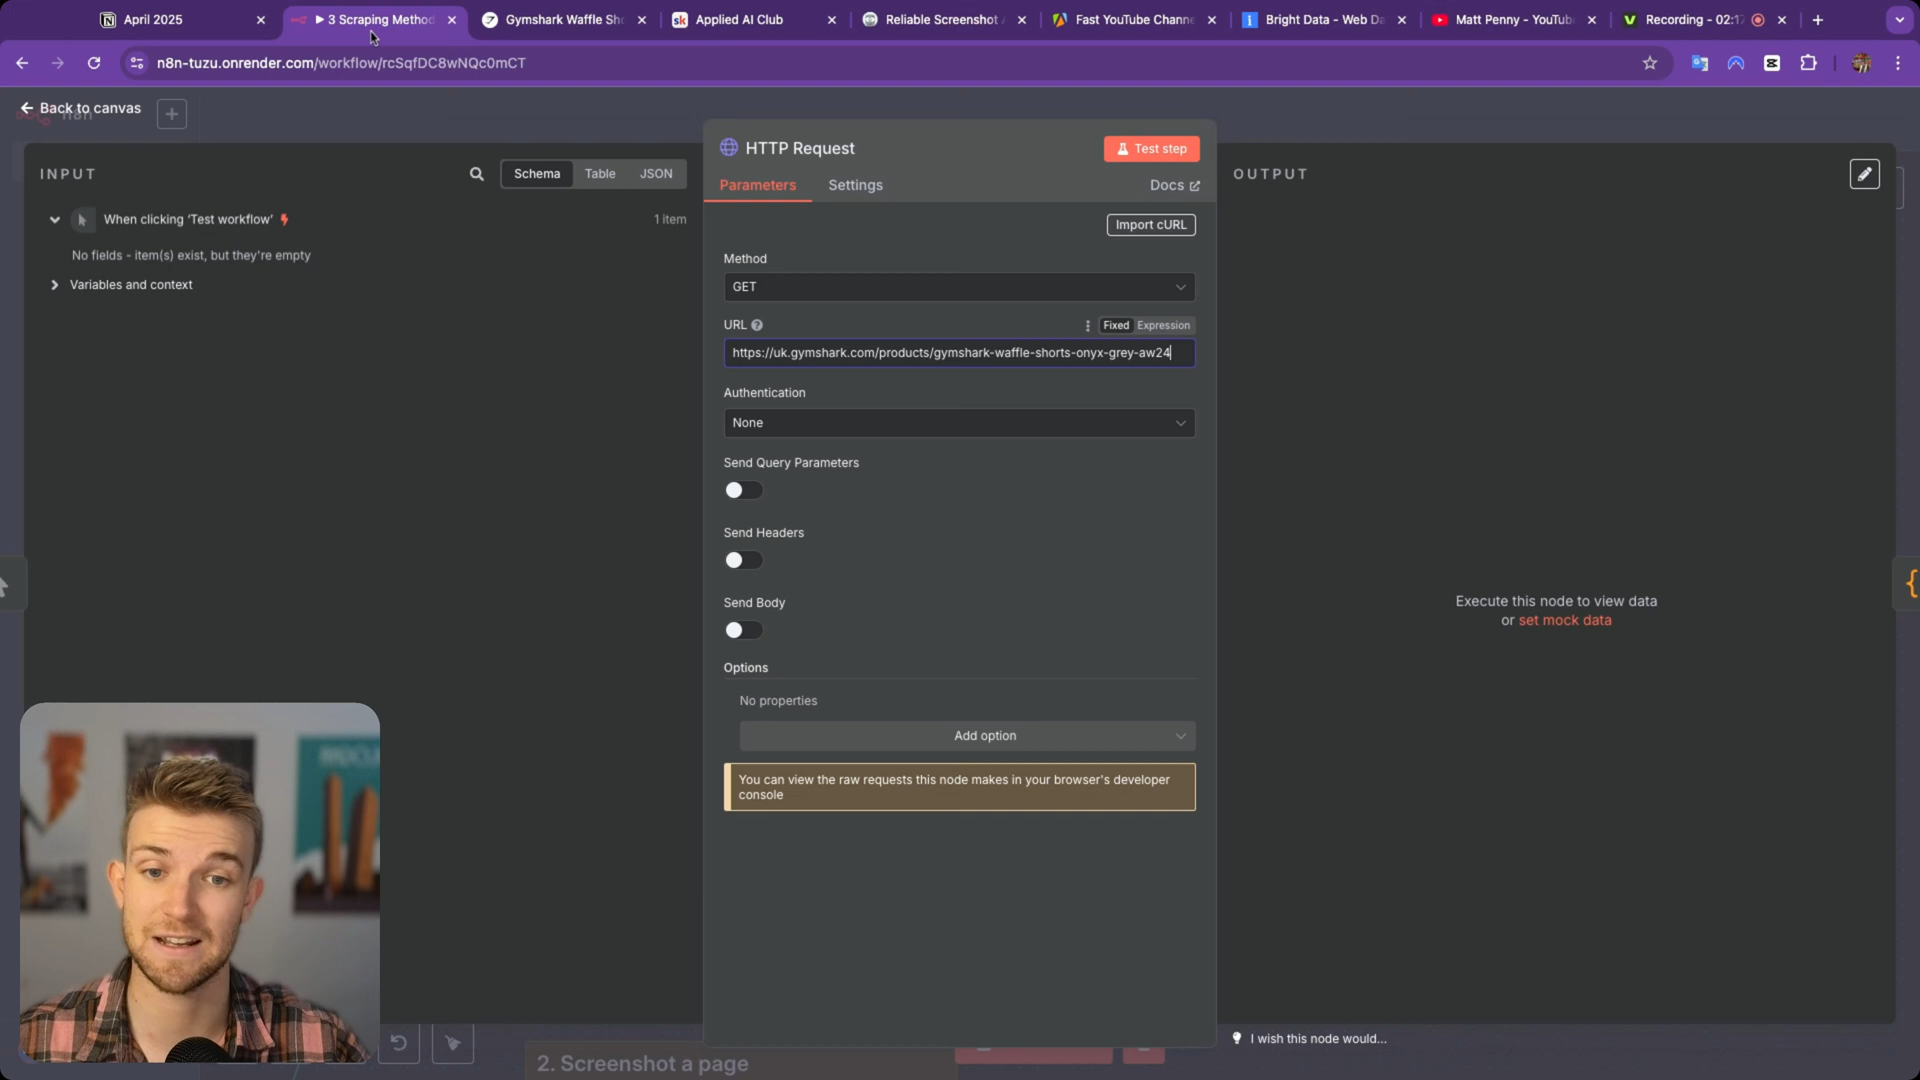 April 2025
3 Scraping Metho
Gymshark Waffle Sh
Applied AI Club
Reliable Screenshot
Fast YouTube Chann
Bright Data - Web Da
Matt Penny - YouTub
Recording - 02:1
n8n-tuzu.onrender.com/workflow/rcSqfDC8wNQc0mCT
Back to canvas
n8n
INPUT
Schema
Table
JSON
When clicking ‘Test workflow’
1 item
No fields - item(s) exist, but they're empty
Variables and context
HTTP Request
Test step
Parameters
Settings
Docs
Import cURL
Method
GET
URL
Fixed
Expression
https://uk.gymshark.com/products/gymshark-waffle-shorts-onyx-grey-aw24
Authentication
None
Send Query Parameters
Send Headers
Send Body
Options
No properties
Add option
You can view the raw requests this node makes in your browser's developer
console
OUTPUT
Execute this node to view data
or set mock data
I wish this node would...
2. Screenshot a page